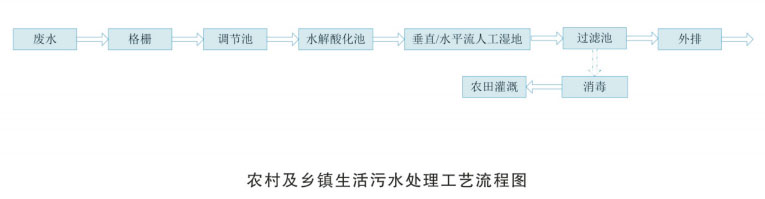 废水
格栅
调节池
水解酸化池
垂直/水平流人工湿地
过滤池
外排
农田灌溉
消毒
农村及乡镇生活污水处理工艺流程图